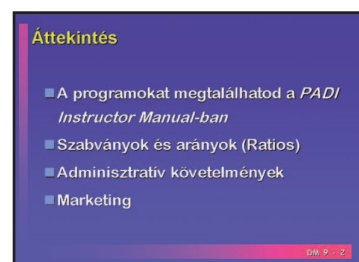 Áttekintés
A programokat megtalálhatod a PADI
Instructor Manual-ban
Szabványok és arányok (Ratios)
Adminisztratív követelmények
Marketing
DM 9 - 2